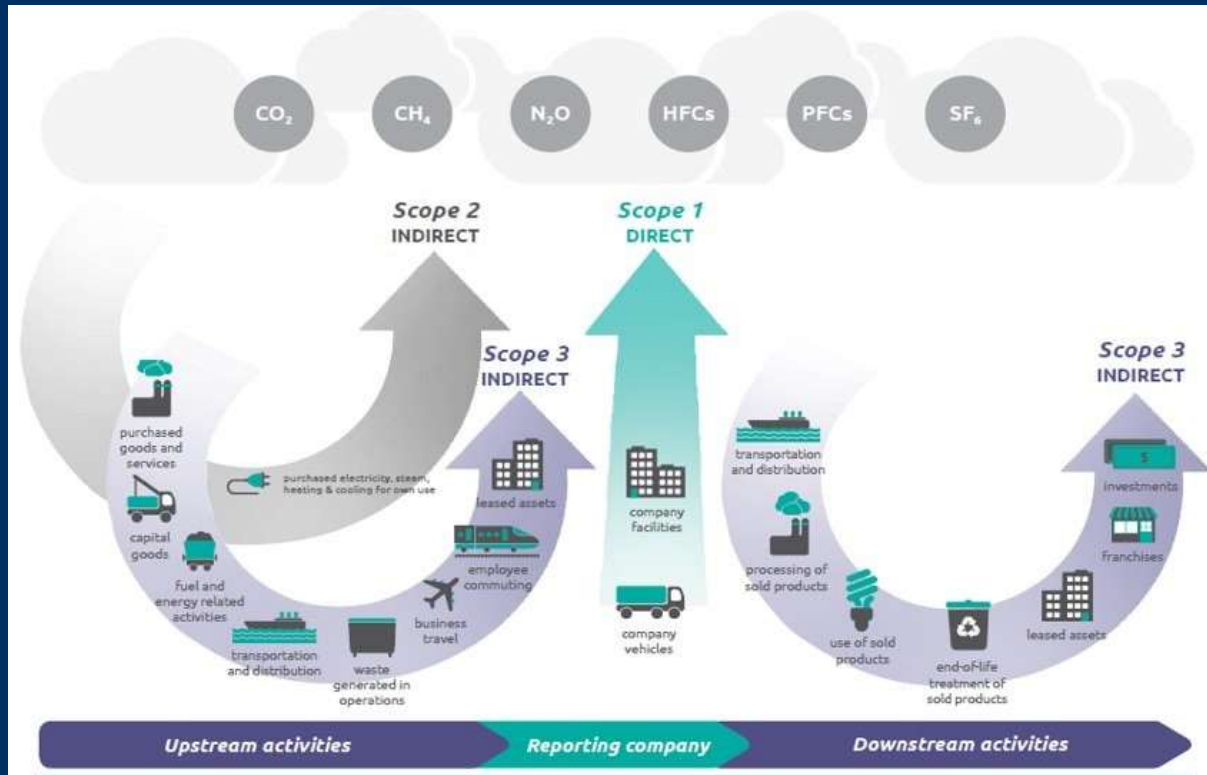 CO₂
CH₄
N₂O
HFCs
PFCs
SF₆
Scope 2
INDIRECT
Scope 1
DIRECT
Scope 3
INDIRECT
Scope 3
INDIRECT
purchased
goods and
services
capital
goods
fuel and
energy related
activities
transportation
and distribution
waste
generated in
operations
business
travel
employee
commuting
leased assets
purchased electricity, steam,
heating & cooling for own use
company
facilities
company
vehicles
transportation
and distribution
processing of
sold products
use of sold
products
end-of-life
treatment of
sold products
leased assets
franchises
$
investments
Upstream activities
Reporting company
Downstream activities